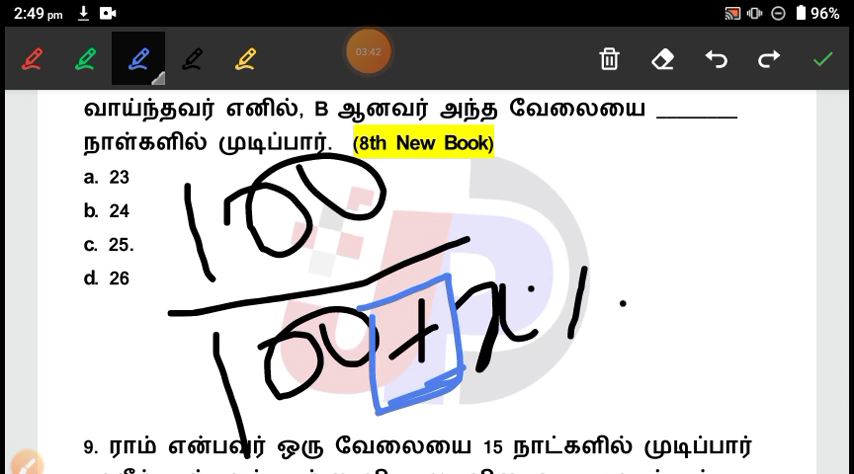 2:49 pm
96%
03:42
வாய்ந்தவர் எனில், B ஆனவர் அந்த வேலையை ________
நாள்களில் முடிப்பார். (8th New Book)
a. 23
b. 24
c. 25.
d. 26
100
100 + x %.
9. ராம் என்பவர் ஒரு வேலையை 15 நாட்களில் முடிப்பார்